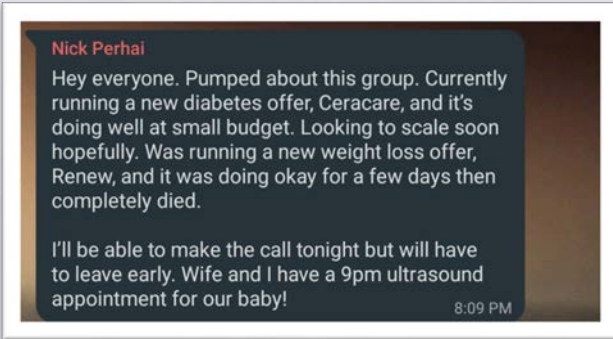 Nick Perhai
Hey everyone. Pumped about this group. Currently
running a new diabetes offer, Ceracare, and it's
doing well at small budget. Looking to scale soon
hopefully. Was running a new weight loss offer,
Renew, and it was doing okay for a few days then
completely died.
I'll be able to make the call tonight but will have
to leave early. Wife and I have a 9pm ultrasound
appointment for our baby!
8:09 PM